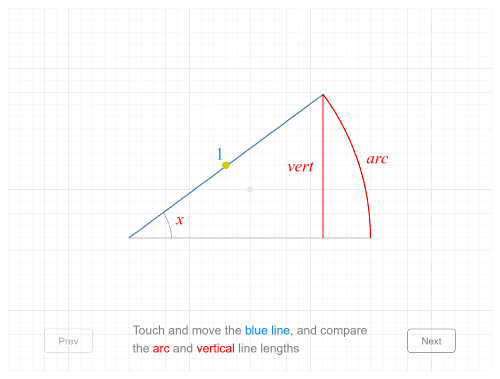 1
vert
arc
x
Touch and move the blue line, and compare
the arc and vertical line lengths
Prev
Next